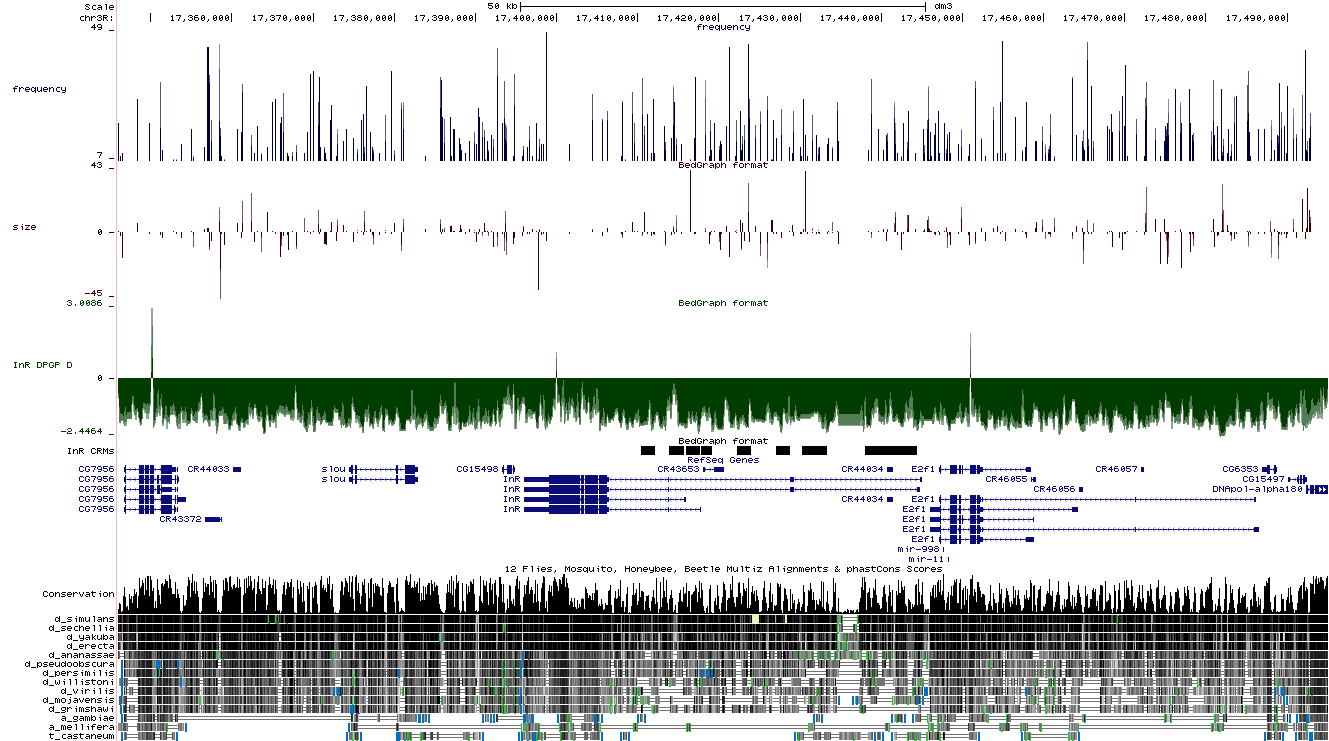 Scale 50 kb dm3
chr3R: 17,360,000 17,370,000 17,380,000 17,390,000 17,400,000 17,410,000 17,420,000 17,430,000 17,440,000 17,450,000 17,460,000 17,470,000 17,480,000 17,490,000
49 _ frequency
frequency
7 _
43 _ BedGraph format
size
0 _
-45 _
3.0086 _ BedGraph format
InR DPGP D
0 _
-2.4464 _
BedGraph format
InR CRMs
RefSeq Genes
CG7956 CR44033 slou CG15498 CR43653 CR44034 E2f1 CR46057 CG6353
CG7956 slou InR CR46055 CG15497
CG7956 InR CR46056 DNApol-alpha180
CG7956 InR CR44034 E2f1
CG7956 InR E2f1
CR43372 E2f1
E2f1
E2f1
mir-998
mir-11
12 Flies, Mosquito, Honeybee, Beetle Multiz Alignments & phastCons Scores
Conservation
d_simulans
d_sechellia
d_yakuba
d_erecta
d_ananassae
d_pseudoobscura
d_persimilis
d_willistoni
d_virilis
d_mojavensis
d_grimshawi
a_gambiae
a_mellifera
t_castaneum